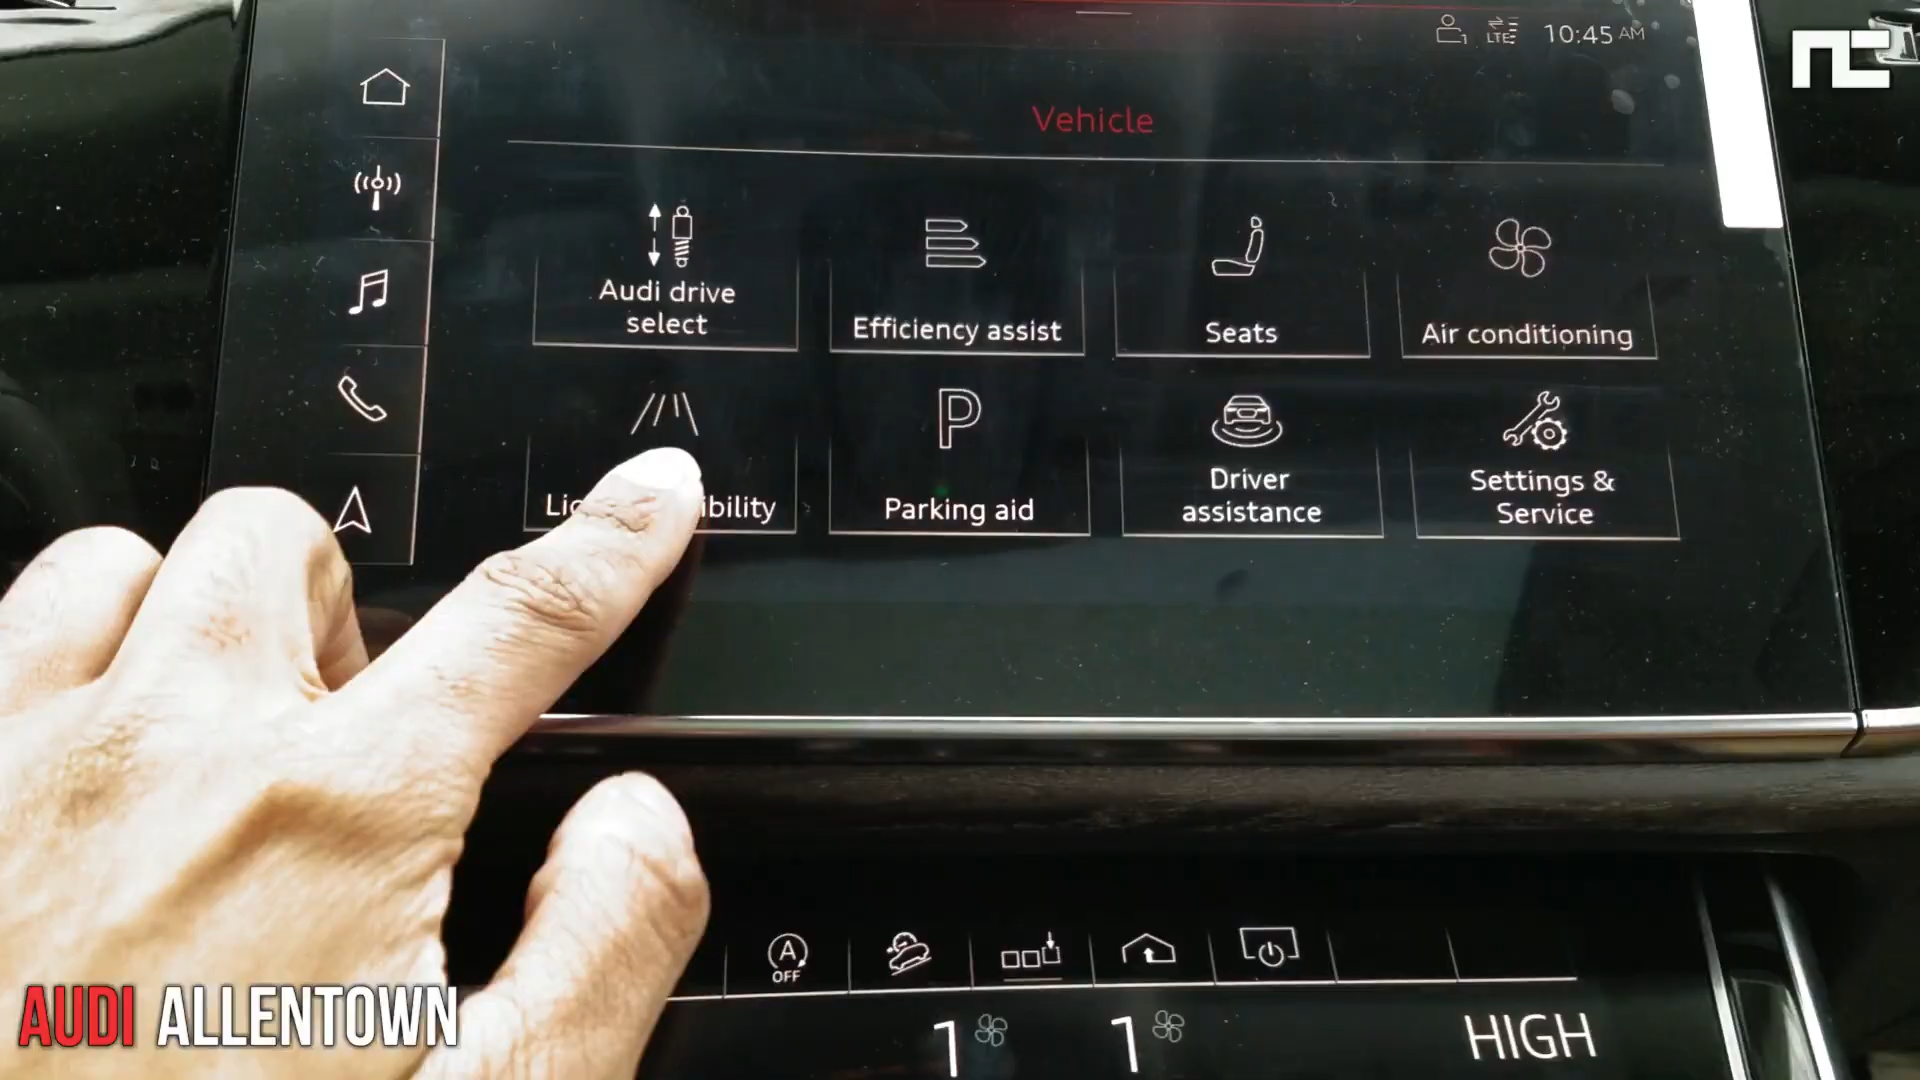 LTE 10:45 AM
Vehicle
Audi drive
select
Efficiency assist
Seats
Air conditioning
P
Parking aid
Driver
assistance
Settings &
Service
A
OFF
1 1 HIGH
AUDI ALLENTOWN